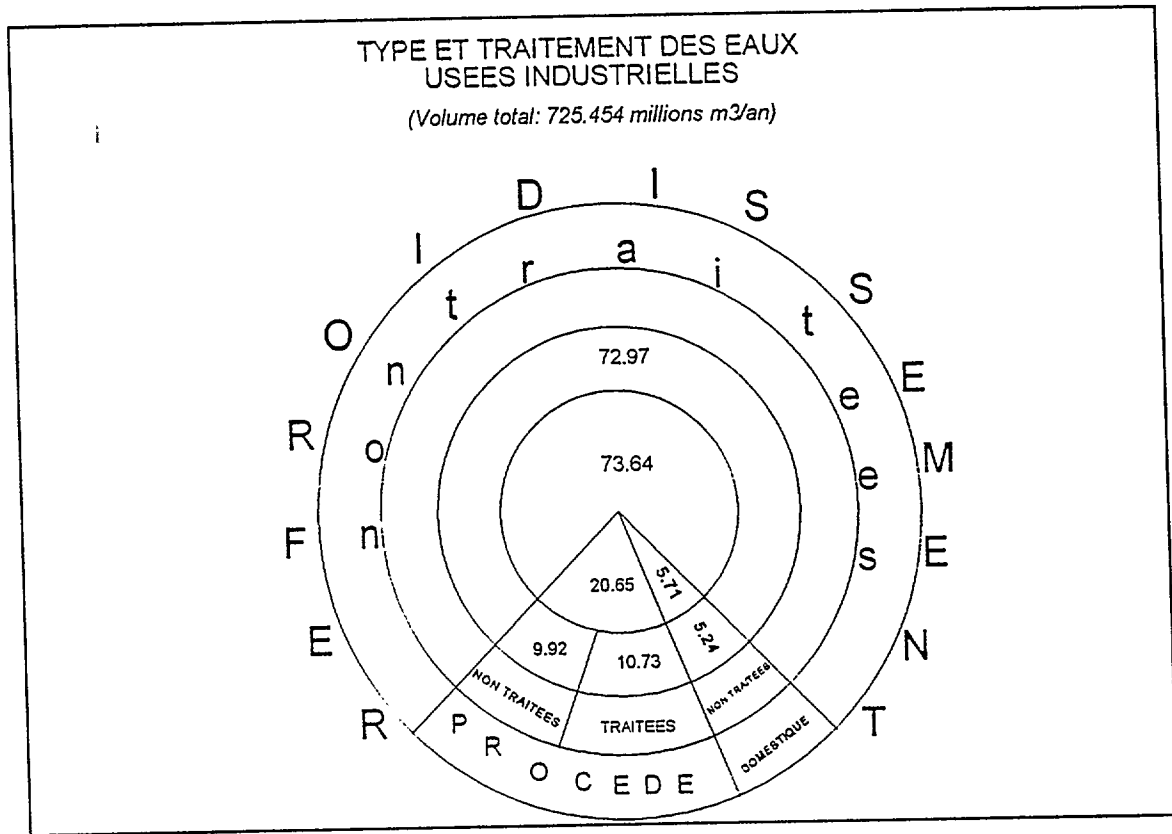 TYPE ET TRAITEMENT DES EAUX
USEES INDUSTRIELLES
(Volume total: 725.454 millions m3/an)
REFROIDISSEMENT
non traitees
72.97
73.64
20.65
5.71
9.92
10.73
5.24
NON TRAITEES
TRAITEES
NON TRAITEES
PROCEDE
DOMESTIQUE